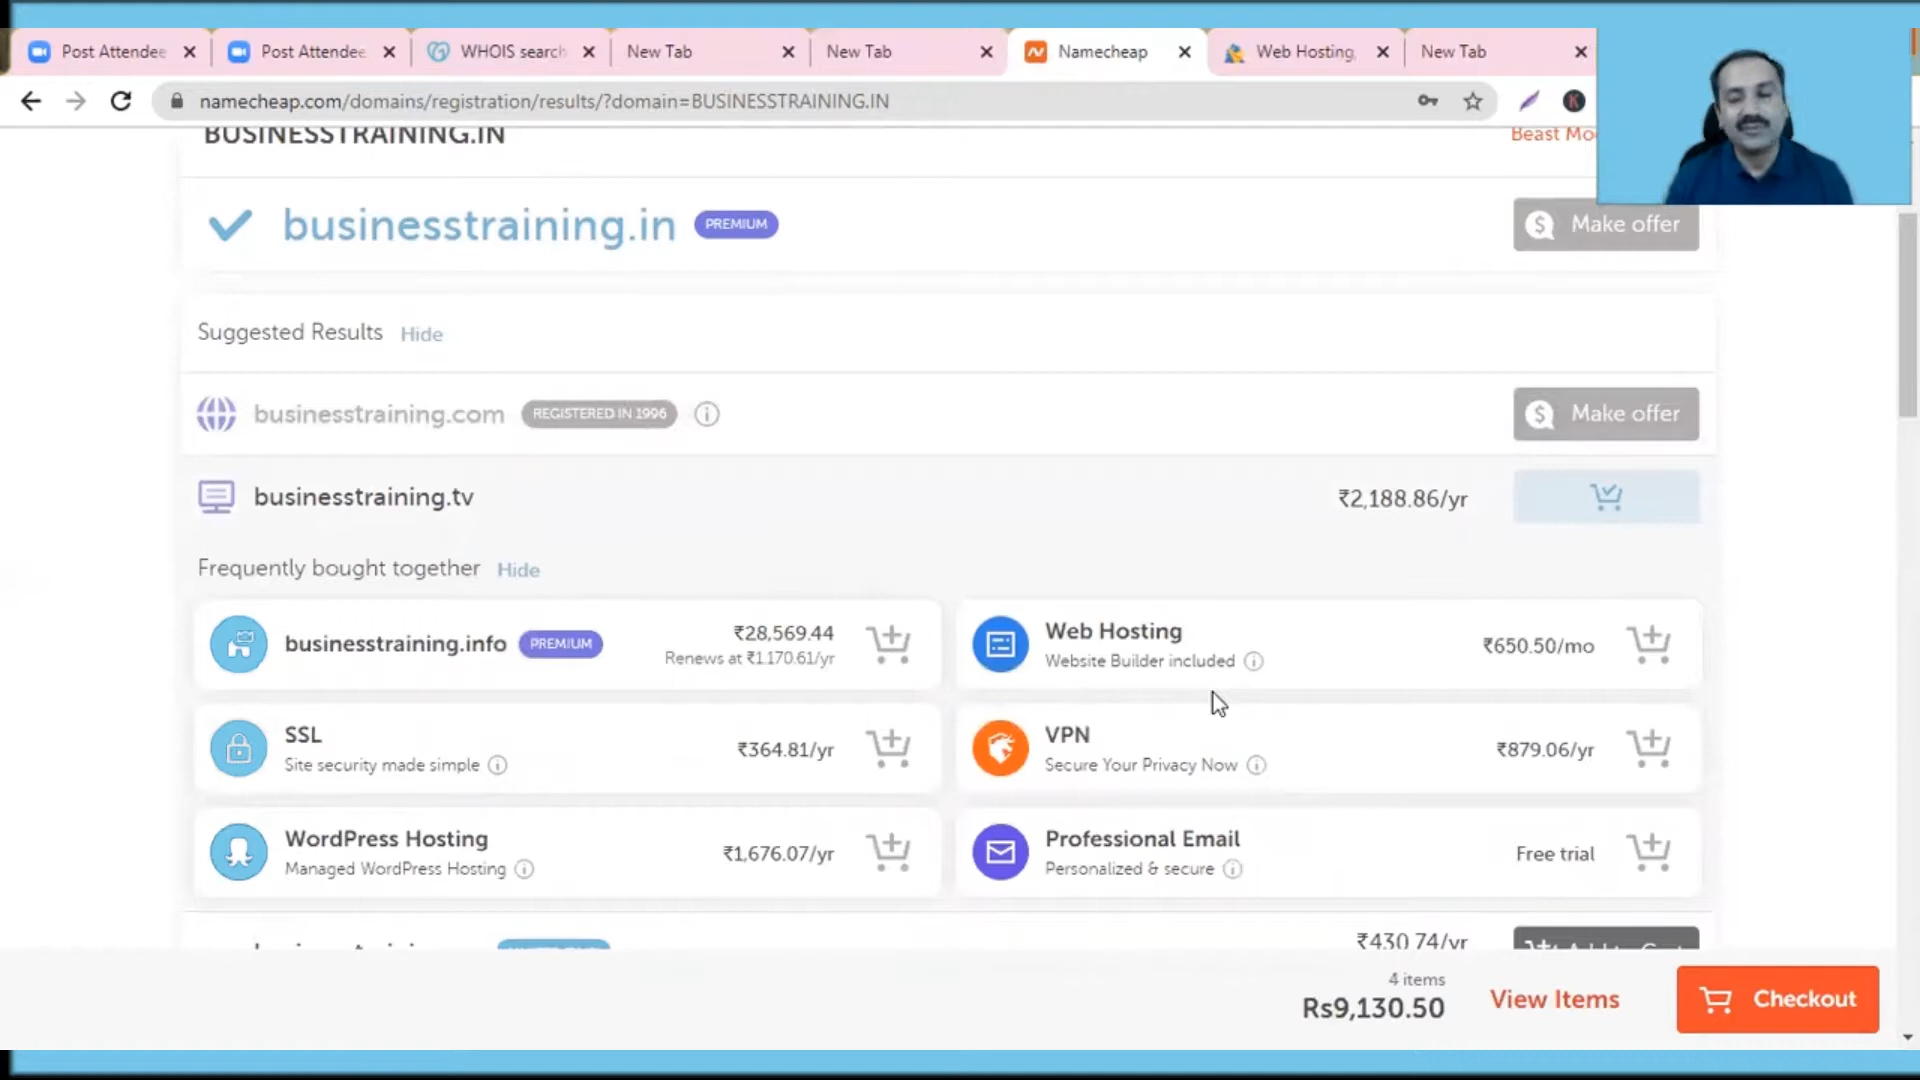 Post Attendee
Post Attendee
WHOIS search
New Tab
New Tab
Namecheap
Web Hosting,
New Tab
namecheap.com/domains/registration/results/?domain=BUSINESSTRAINING.IN
K
BUSINESSTRAINING.IN
Beast Mo
businesstraining.in PREMIUM
Make offer
Suggested Results Hide
businesstraining.com REGISTERED IN 1996
Make offer
businesstraining.tv
₹2,188.86/yr
Frequently bought together Hide
businesstraining.info PREMIUM
₹28,569.44
Renews at ₹1,170.61/yr
Web Hosting
Website Builder included
₹650.50/mo
SSL
Site security made simple
₹364.81/yr
VPN
Secure Your Privacy Now
₹879.06/yr
WordPress Hosting
Managed WordPress Hosting
₹1,676.07/yr
Professional Email
Personalized & secure
Free trial
₹430.74/yr
4 items
Rs9,130.50
View Items
Checkout